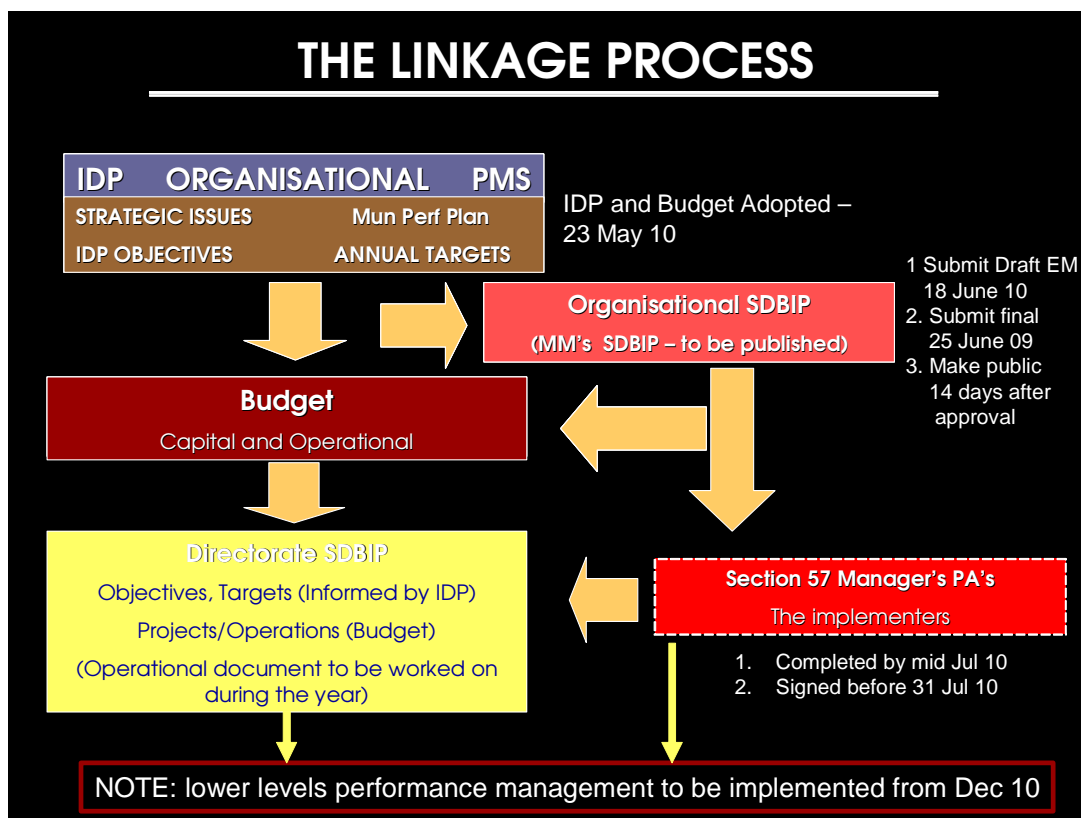 THE LINKAGE PROCESS
IDP ORGANISATIONAL PMS
STRATEGIC ISSUES Mun Perf Plan
IDP OBJECTIVES ANNUAL TARGETS
IDP and Budget Adopted –
23 May 10
Organisational SDBIP
(MM's SDBIP – to be published)
1 Submit Draft EM
18 June 10
2. Submit final
25 June 09
3. Make public
14 days after
approval
Budget
Capital and Operational
Directorate SDBIP
Objectives, Targets (Informed by IDP)
Projects/Operations (Budget)
(Operational document to be worked on
during the year)
Section 57 Manager's PA's
The implementers
1. Completed by mid Jul 10
2. Signed before 31 Jul 10
NOTE: lower levels performance management to be implemented from Dec 10